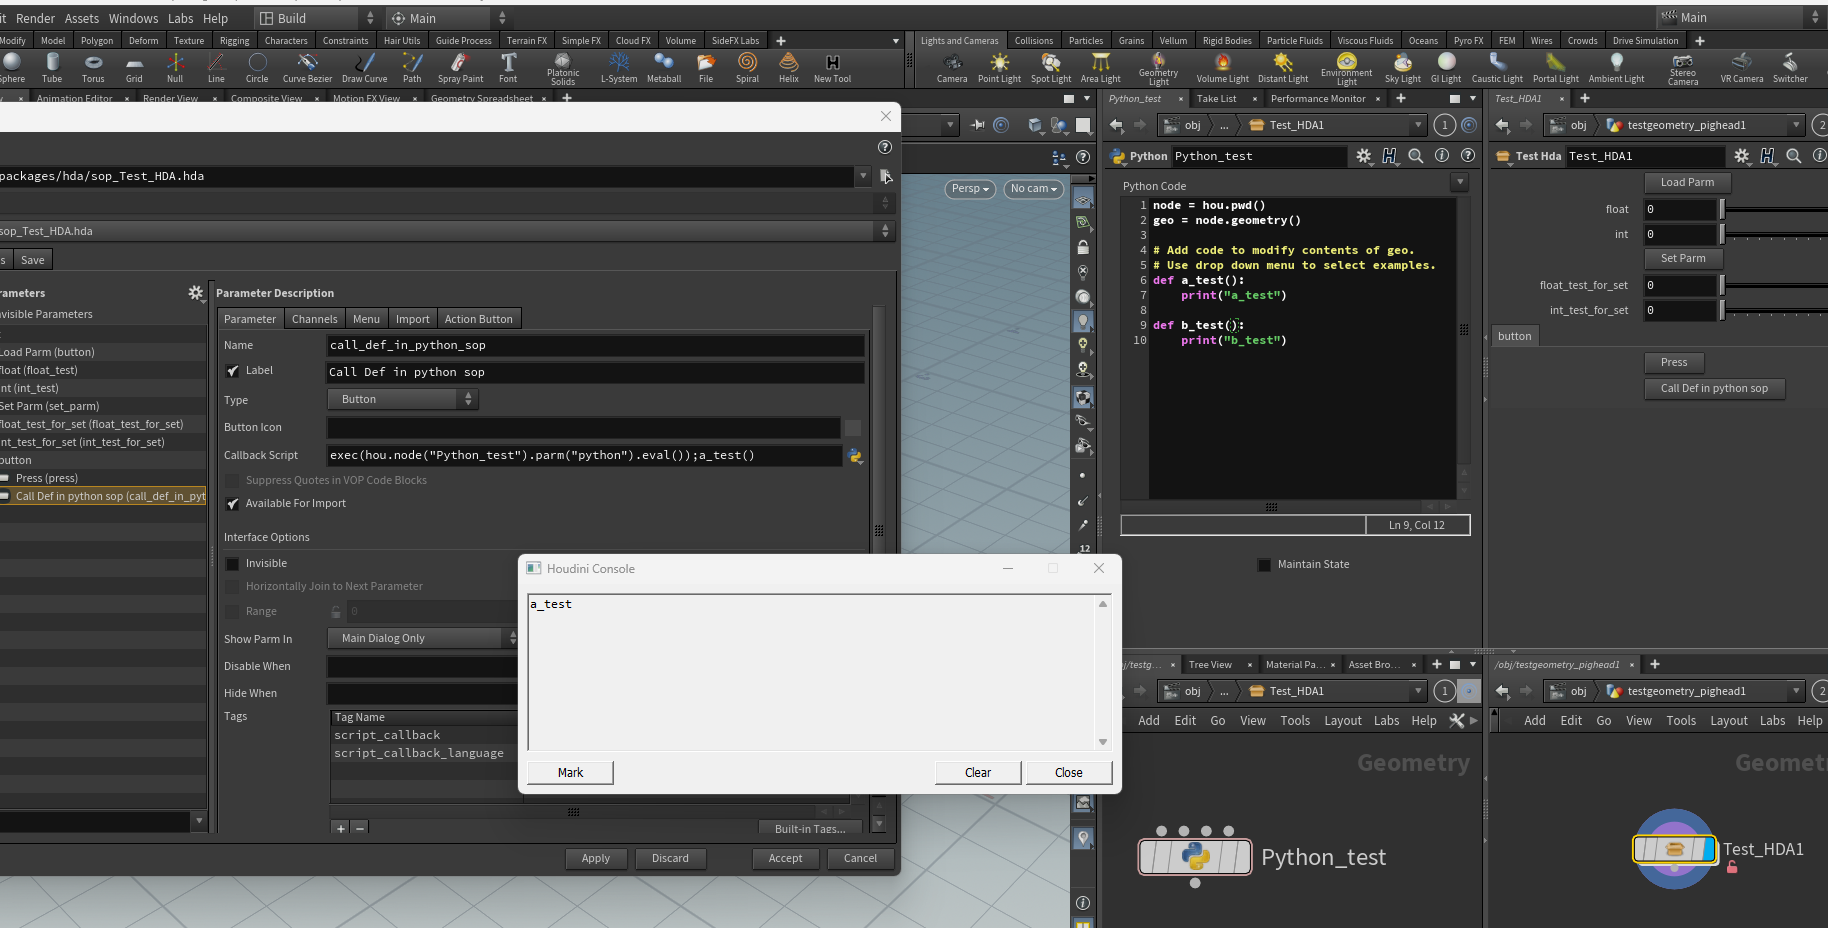 Render Assets Windows Labs Help
Build
Main
Main
Modify Model Polygon Deform Texture Rigging Characters Constraints Hair Utils Guide Process Terrain FX Simple FX Cloud FX Volume SideFX Labs
Lights and Cameras Collisions Particles Grains Vellum Rigid Bodies Particle Fluids Viscous Fluids Oceans Pyro FX FEM Wires Crowds Drive Simulation
Sphere Tube Torus Grid Null Line Circle Curve Bezier Draw Curve Path Spray Paint Font Platonic Solids L-System Metaball File Spiral Helix New Tool
Camera Point Light Spot Light Area Light Geometry Light Volume Light Distant Light Environment Light Sky Light GI Light Caustic Light Portal Light Ambient Light Stereo Camera VR Camera Switcher
Animation Editor Render View Composite View Motion FX View Geometry Spreadsheet
Python_test Take List Performance Monitor
Test_HDA1
obj ... Test_HDA1 1
obj testgeometry_pighead1 2
packages/hda/sop_Test_HDA.hda
sop_Test_HDA.hda
s Save
rameters
visible Parameters
Load Parm (button)
float (float_test)
nt (int_test)
Set Parm (set_parm)
float_test_for_set (float_test_for_set)
nt_test_for_set (int_test_for_set)
button
Press (press)
Call Def in python sop (call_def_in_pyt
Parameter Description
Parameter Channels Menu Import Action Button
Name call_def_in_python_sop
Label Call Def in python sop
Type Button
Button Icon
Callback Script exec(hou.node("Python_test").parm("python").eval());a_test()
Suppress Quotes in VOP Code Blocks
Available For Import
Interface Options
Invisible
Horizontally Join to Next Parameter
Range 0
Show Parm In Main Dialog Only
Disable When
Hide When
Tags Tag Name
script_callback
script_callback_language
Built-in Tags...
Apply Discard Accept Cancel
Persp No cam
12
Houdini Console
a_test
Mark Clear Close
Python Python_test
Python Code
1 node = hou.pwd()
2 geo = node.geometry()
3
4 # Add code to modify contents of geo.
5 # Use drop down menu to select examples.
6 def a_test():
7 print("a_test")
8
9 def b_test():
10 print("b_test")
Ln 9, Col 12
Maintain State
Test Hda Test_HDA1
Load Parm
float 0
int 0
Set Parm
float_test_for_set 0
int_test_for_set 0
button
Press
Call Def in python sop
j/testg... Tree View Material Pa... Asset Bro...
obj ... Test_HDA1 1
Add Edit Go View Tools Layout Labs Help
Geometry
Python_test
/obj/testgeometry_pighead1
obj testgeometry_pighead1 2
Add Edit Go View Tools Layout Labs Help
Geometr
Test_HDA1